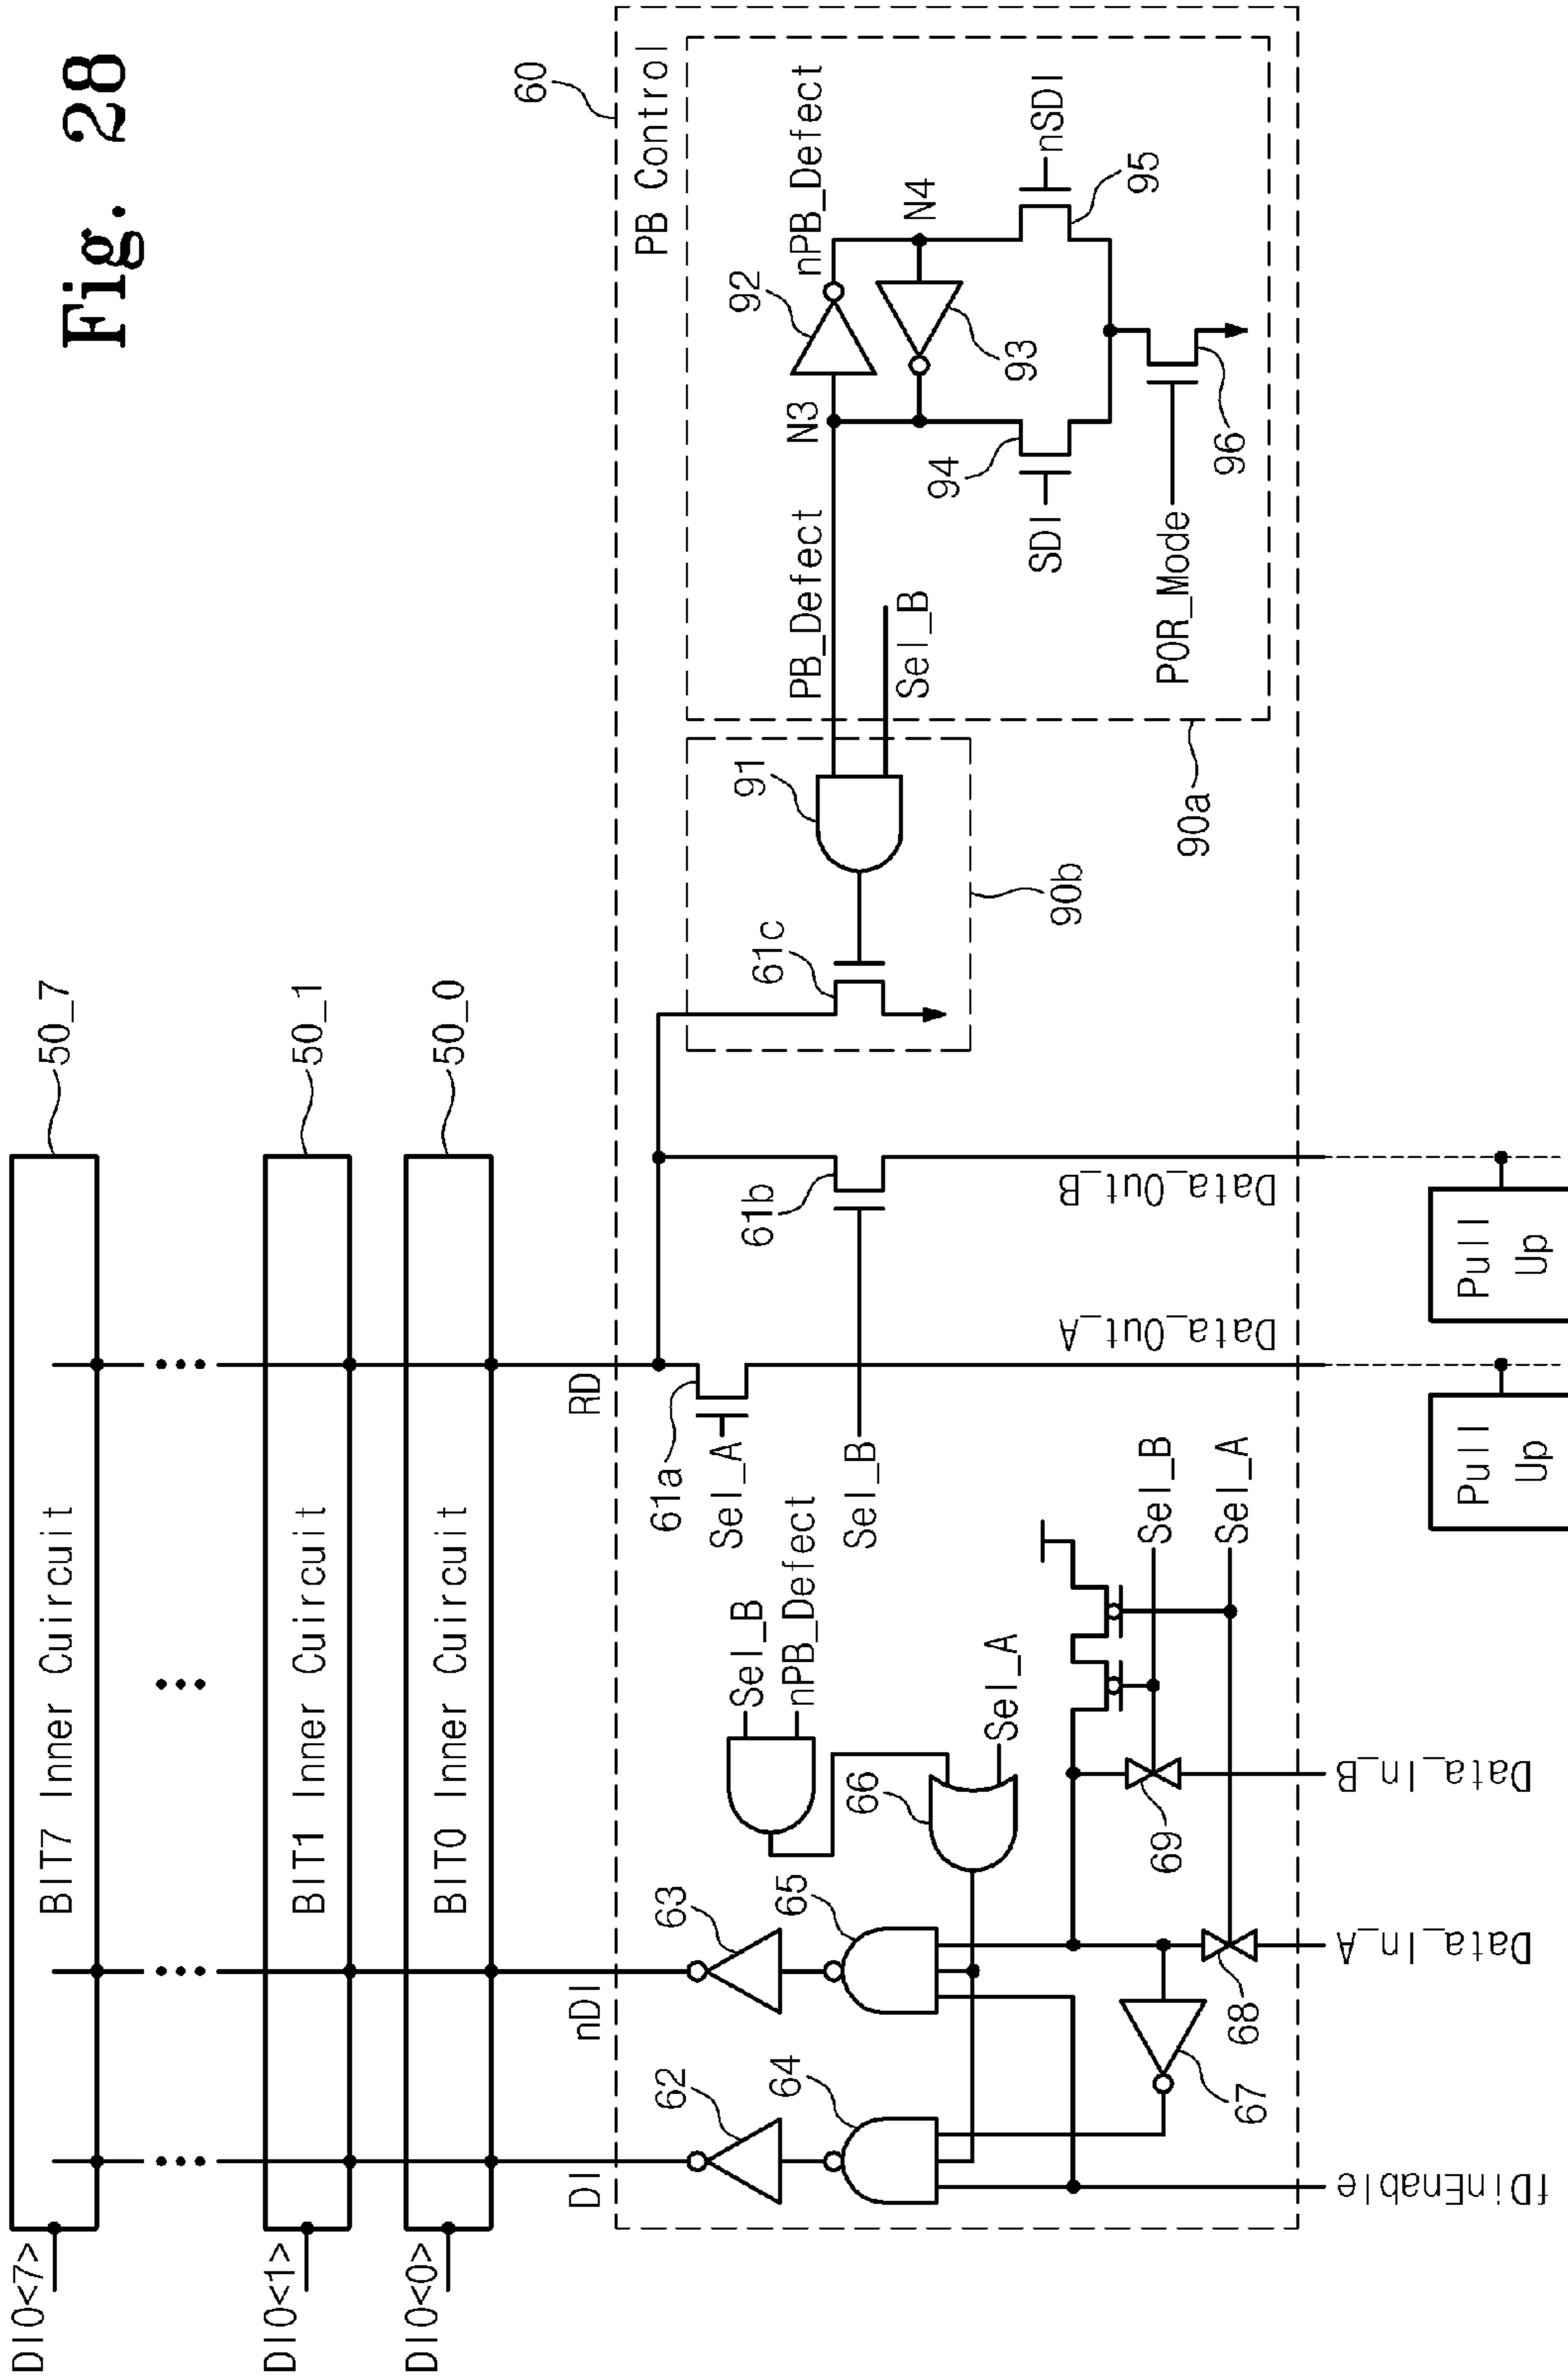 Fig. 28
DIO<7>
BIT7 Inner Cuircuit
50_7
DIO<1>
BIT1 Inner Cuircuit
50_1
DIO<0>
BIT0 Inner Cuircuit
50_0
DI
nDI
RD
60
PB Control
62
63
64
65
66
67
68
69
Sel_B
nPB_Defect
Sel_A
Sel_B
Sel_A
61a
Sel_A
Sel_B
61b
61c
91
90b
90a
PB_Defect
Sel_B
N3
92
nPB_Defect
N4
93
94
SDI
95
nSDI
POR_Mode
96
fDinEnable
Data_In_A
Data_In_B
Data_Out_A
Data_Out_B
Pull
Up
Pull
Up